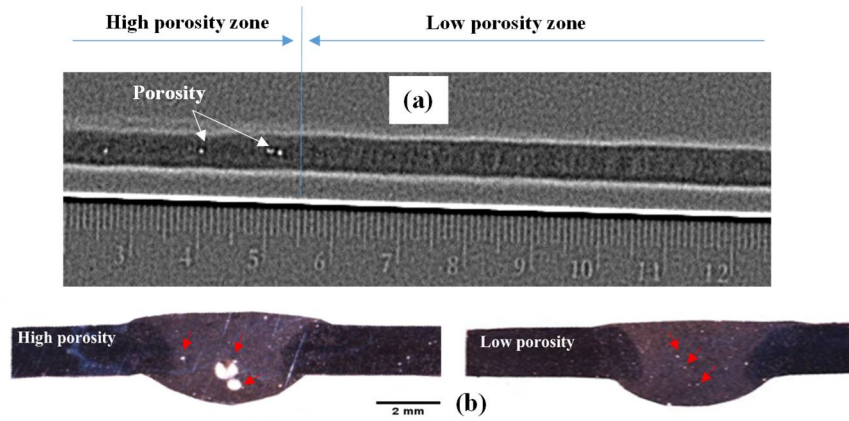 High porosity zone
Low porosity zone
(a)
Porosity
3 4 5 6 7 8 9 10 11 12
High porosity
Low porosity
2 mm
(b)